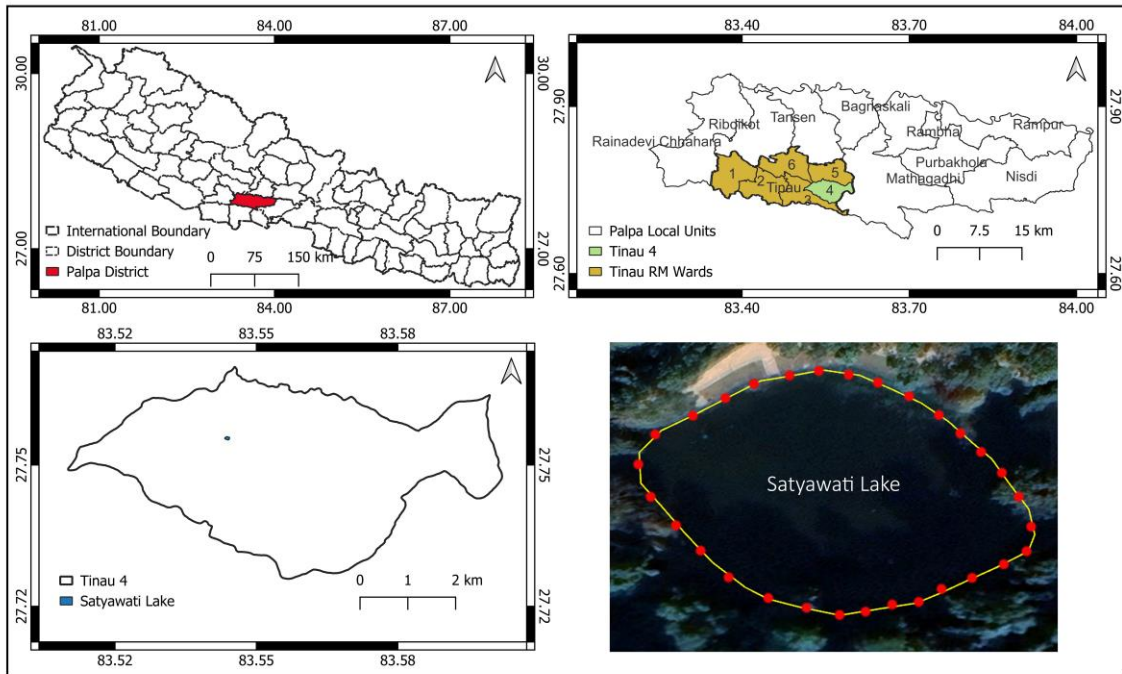 81.00 84.00 87.00
30.00 30.00
27.00 27.00
International Boundary
District Boundary
Palpa District
0 75 150 km
81.00 84.00 87.00
83.40 83.70 84.00
27.90 27.90
27.60 27.60
Bagnaskali
Tansen
Ribdikot
Rambha
Rampur
Rainadevi Chhahara
Purbakhola
6
5
1
2
Tinau
4
3
Mathagadhi
Nisdi
Palpa Local Units
Tinau 4
Tinau RM Wards
0 7.5 15 km
83.40 83.70 84.00
83.52 83.55 83.58
27.75 27.75
27.72 27.72
Tinau 4
Satyawati Lake
0 1 2 km
83.52 83.55 83.58
Satyawati Lake